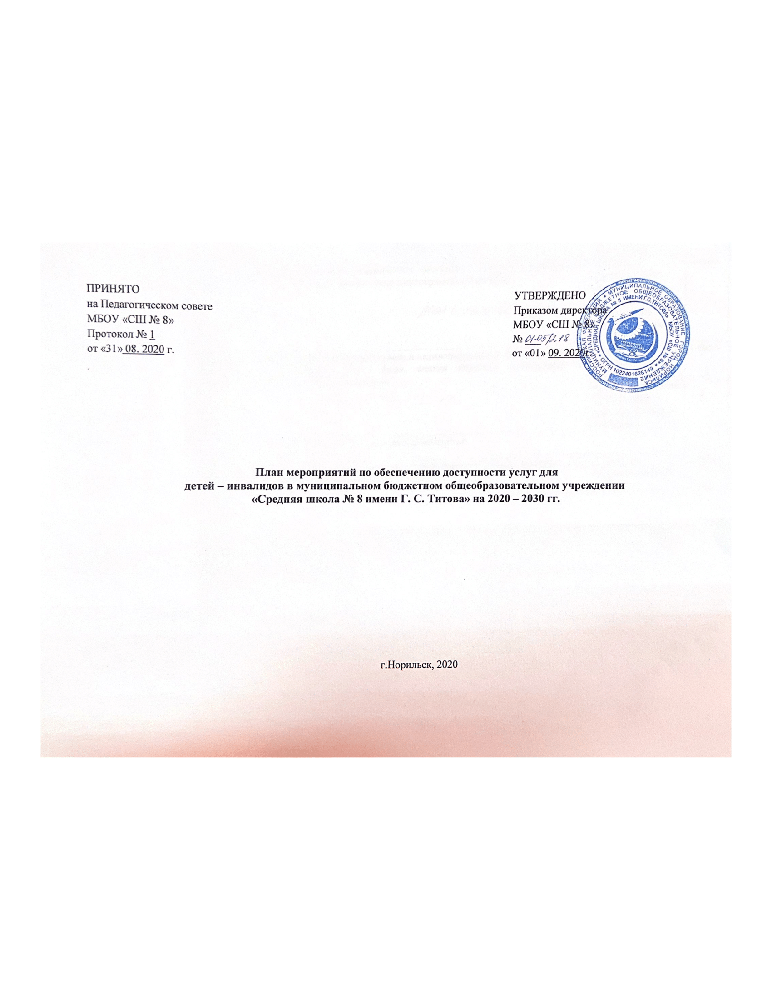 ПРИНЯТО
на Педагогическом совете
МБОУ «СШ № 8»
Протокол № 1
от «31» 08. 2020 г.
УТВЕРЖДЕНО
Приказом директора
МБОУ «СШ № 8»
№ 01-05/218
от «01» 09. 2020г.
РОССИЙСКАЯ ФЕДЕРАЦИЯ * МУНИЦИПАЛЬНОЕ ОБРАЗОВАНИЕ ГОРОД НОРИЛЬСК
МУНИЦИПАЛЬНОЕ БЮДЖЕТНОЕ ОБЩЕОБРАЗОВАТЕЛЬНОЕ УЧРЕЖДЕНИЕ
«СРЕДНЯЯ ШКОЛА № 8 ИМЕНИ Г.С.ТИТОВА» МБОУ «СШ № 8» * ОГРН 1022401628149 *
ШКОЛА
8
имени Г.С. Титова
План мероприятий по обеспечению доступности услуг для
детей – инвалидов в муниципальном бюджетном общеобразовательном учреждении
«Средняя школа № 8 имени Г. С. Титова» на 2020 – 2030 гг.
г.Норильск, 2020